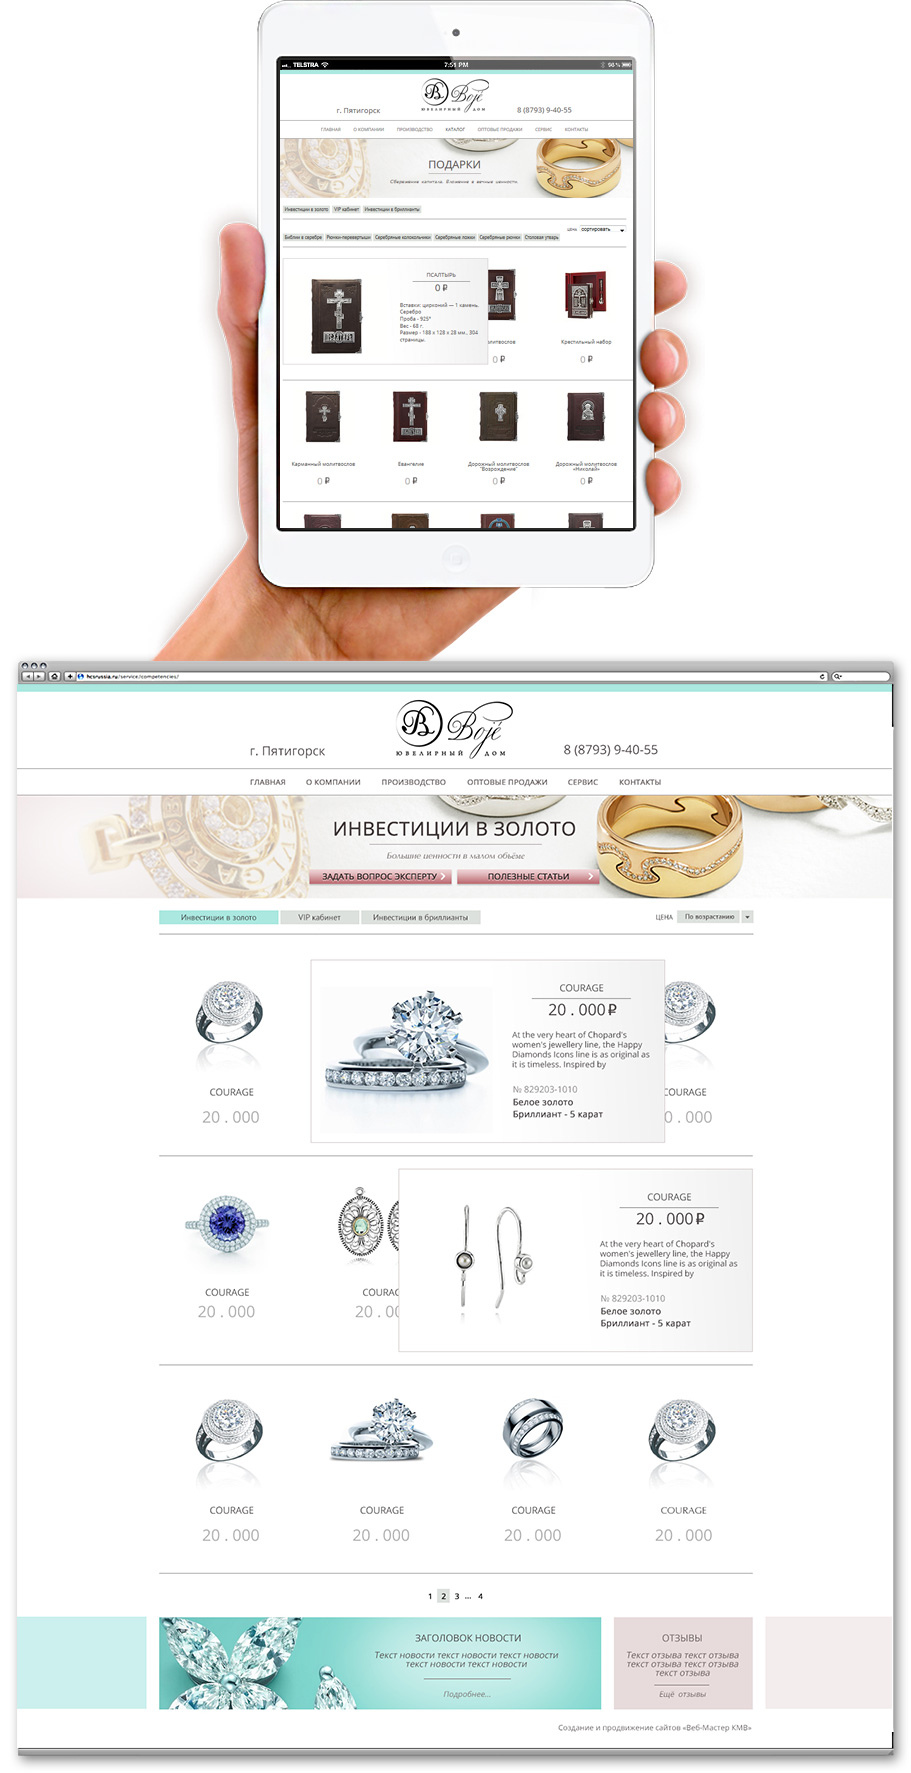 TELSTRA 7:51 PM 56 %
B Bojé
ЮВЕЛИРНЫЙ ДОМ
г. Пятигорск 8 (8793) 9-40-55
ГЛАВНАЯ О КОМПАНИИ ПРОИЗВОДСТВО КАТАЛОГ ОПТОВЫЕ ПРОДАЖИ СЕРВИС КОНТАКТЫ
ПОДАРКИ
Сбережение капитала. Вложение в вечные ценности.
Инвестиции в золото VIP кабинет Инвестиции в бриллианты
ЦЕНА сортировать
Библии в серебре Рюмки-перевертыши Серебряные колокольчики Серебряные ложки Серебряные рюмки Столовая утварь
ПСАЛТЫРЬ
0 ₽
Вставки: цирконий — 1 камень.
Серебро
Проба - 925°
Вес - 68 г.
Размер - 188 х 128 х 28 мм., 304
страницы.
олитвослов Крестильный набор
0 ₽ 0 ₽
Карманный молитвослов Евангелие Дорожный молитвослов "Возрождение" Дорожный молитвослов «Николай»
0 ₽ 0 ₽ 0 ₽ 0 ₽
hcsrussia.ru/service/competencies/
B Bojé
ЮВЕЛИРНЫЙ ДОМ
г. Пятигорск 8 (8793) 9-40-55
ГЛАВНАЯ О КОМПАНИИ ПРОИЗВОДСТВО ОПТОВЫЕ ПРОДАЖИ СЕРВИС КОНТАКТЫ
ИНВЕСТИЦИИ В ЗОЛОТО
Большие ценности в малом объёме
ЗАДАТЬ ВОПРОС ЭКСПЕРТУ ПОЛЕЗНЫЕ СТАТЬИ
Инвестиции в золото VIP кабинет Инвестиции в бриллианты ЦЕНА По возрастанию
COURAGE
20 . 000 ₽
At the very heart of Chopard's
women's jewellery line, the Happy
Diamonds Icons line is as original as
it is timeless. Inspired by
№ 829203-1010
Белое золото
Бриллиант - 5 карат
COURAGE COURAGE
20 . 000 0 . 000
COURAGE
20 . 000 ₽
At the very heart of Chopard's
women's jewellery line, the Happy
Diamonds Icons line is as original as
it is timeless. Inspired by
№ 829203-1010
Белое золото
Бриллиант - 5 карат
COURAGE COURAG
20 . 000 20 . 00
COURAGE COURAGE COURAGE COURAGE
20 . 000 20 . 000 20 . 000 20 . 000
1 2 3 ... 4
ЗАГОЛОВОК НОВОСТИ
Текст новости текст новости текст новости
текст новости текст новости
Подробнее...
ОТЗЫВЫ
Текст отзыва текст отзыва
текст отзыва текст отзыва
текст отзыва
Ещё отзывы
Создание и продвижение сайтов «Веб-Мастер КМВ»